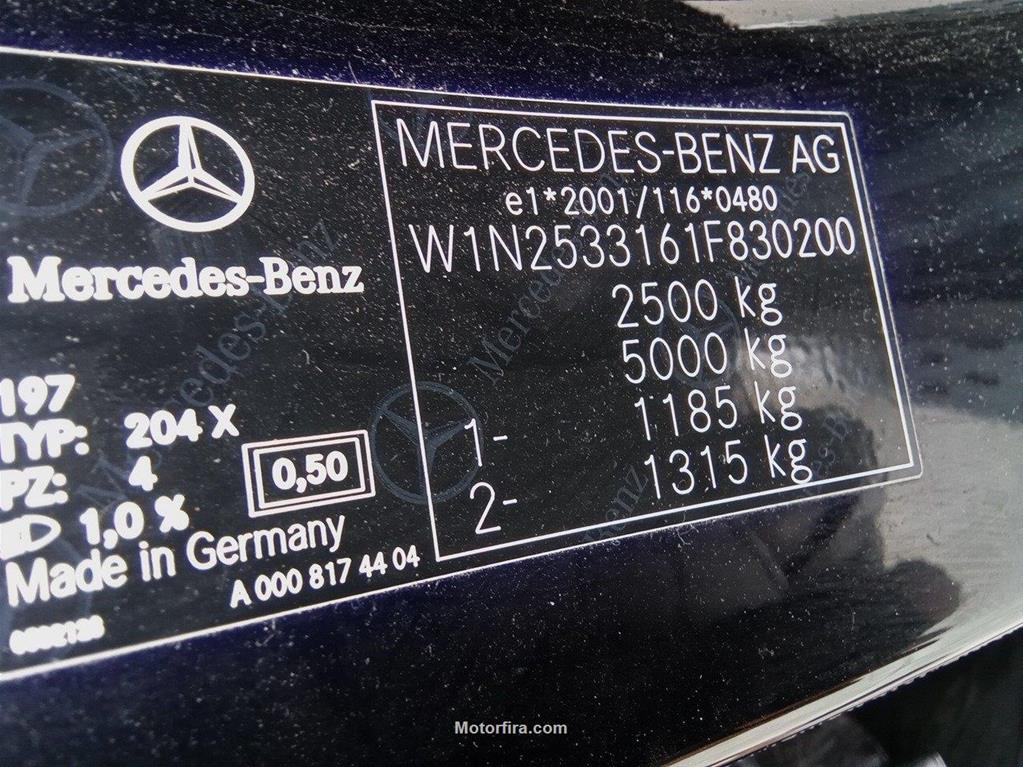 Mercedes-Benz
197
TYP: 204 X
PZ: 4
0,50
1,0 %
Made in Germany
A 000 817 44 04
MERCEDES-BENZ AG
e1*2001/116*0480
W1N2533161F830200
2500 kg
5000 kg
1- 1185 kg
2- 1315 kg
Motorfira.com